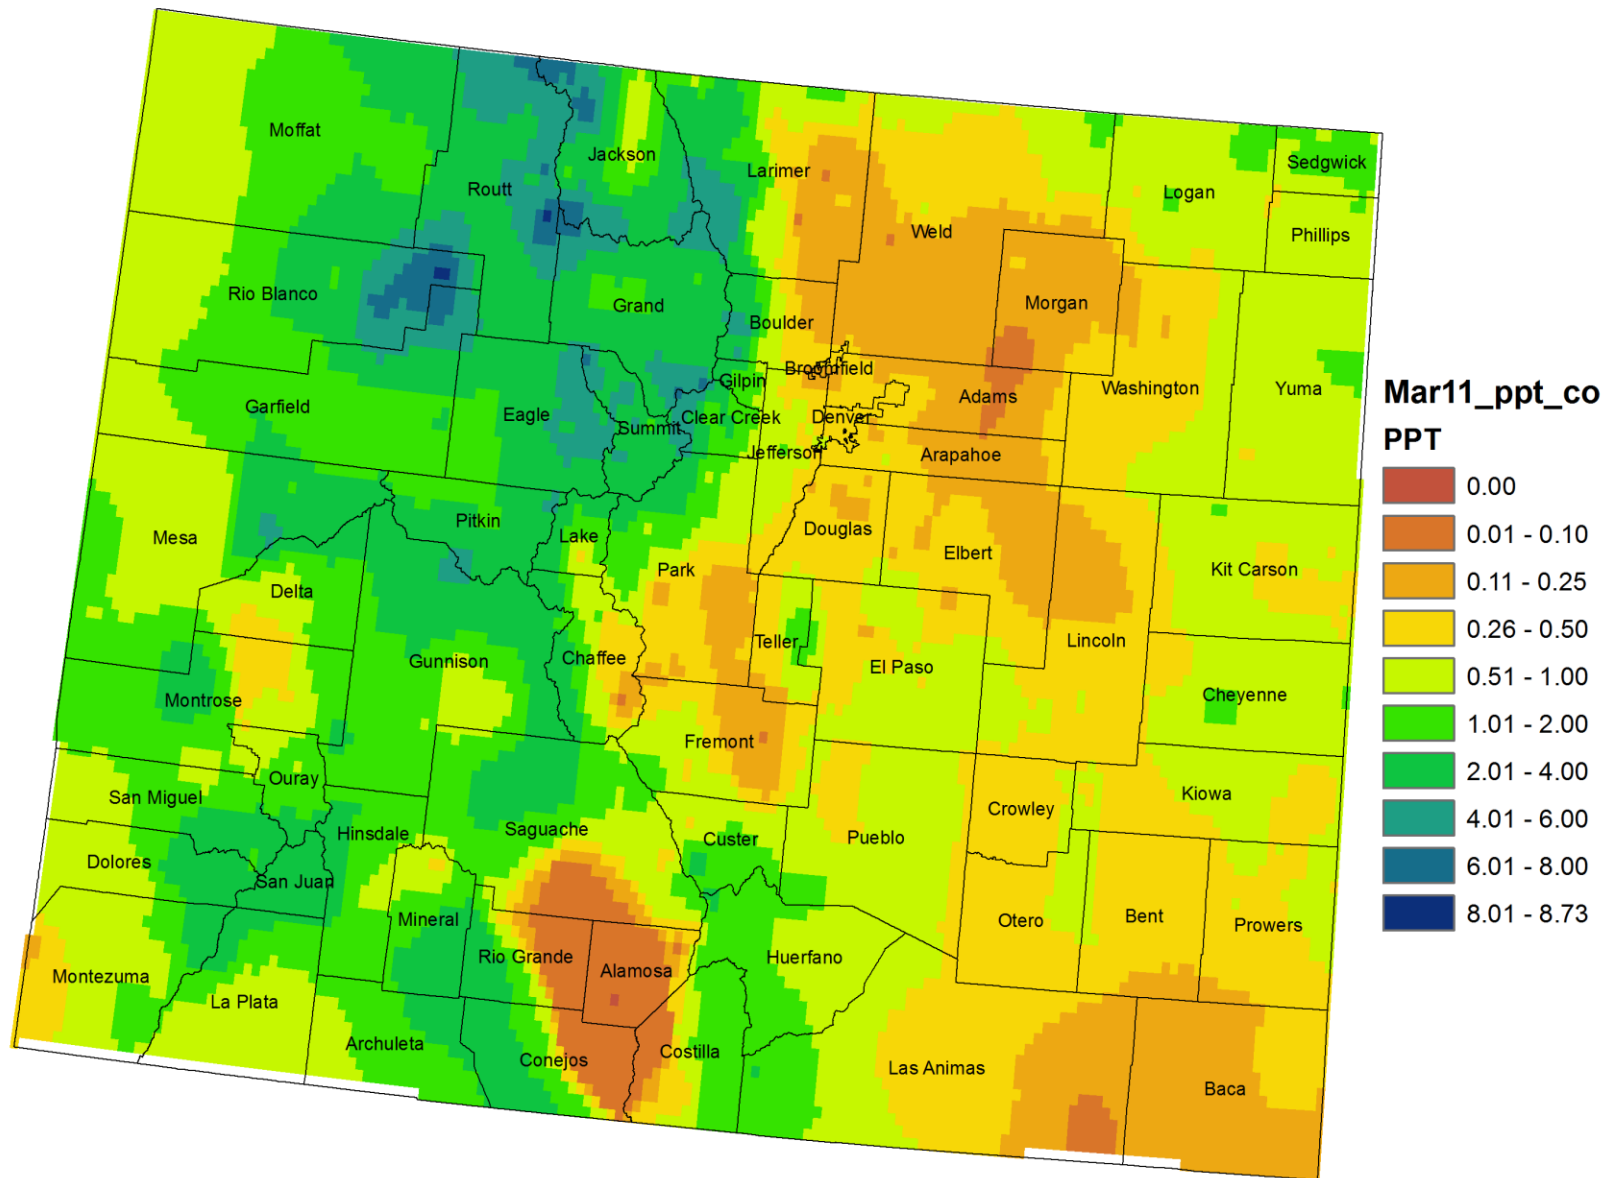 Moffat
Jackson
Routt
Larimer
Logan
Sedgwick
Weld
Phillips
Rio Blanco
Grand
Morgan
Boulder
Broomfield
Gilpin
Adams
Washington
Yuma
Garfield
Eagle
Summit
Clear Creek
Denver
Jefferson
Arapahoe
Mesa
Pitkin
Lake
Douglas
Elbert
Park
Kit Carson
Delta
Teller
Lincoln
Gunnison
Chaffee
El Paso
Montrose
Cheyenne
Fremont
Ouray
San Miguel
Hinsdale
Saguache
Custer
Pueblo
Crowley
Kiowa
Dolores
San Juan
Mineral
Rio Grande
Alamosa
Huerfano
Otero
Bent
Prowers
Montezuma
La Plata
Archuleta
Conejos
Costilla
Las Animas
Baca
Mar11_ppt_co
PPT
0.00
0.01 - 0.10
0.11 - 0.25
0.26 - 0.50
0.51 - 1.00
1.01 - 2.00
2.01 - 4.00
4.01 - 6.00
6.01 - 8.00
8.01 - 8.73